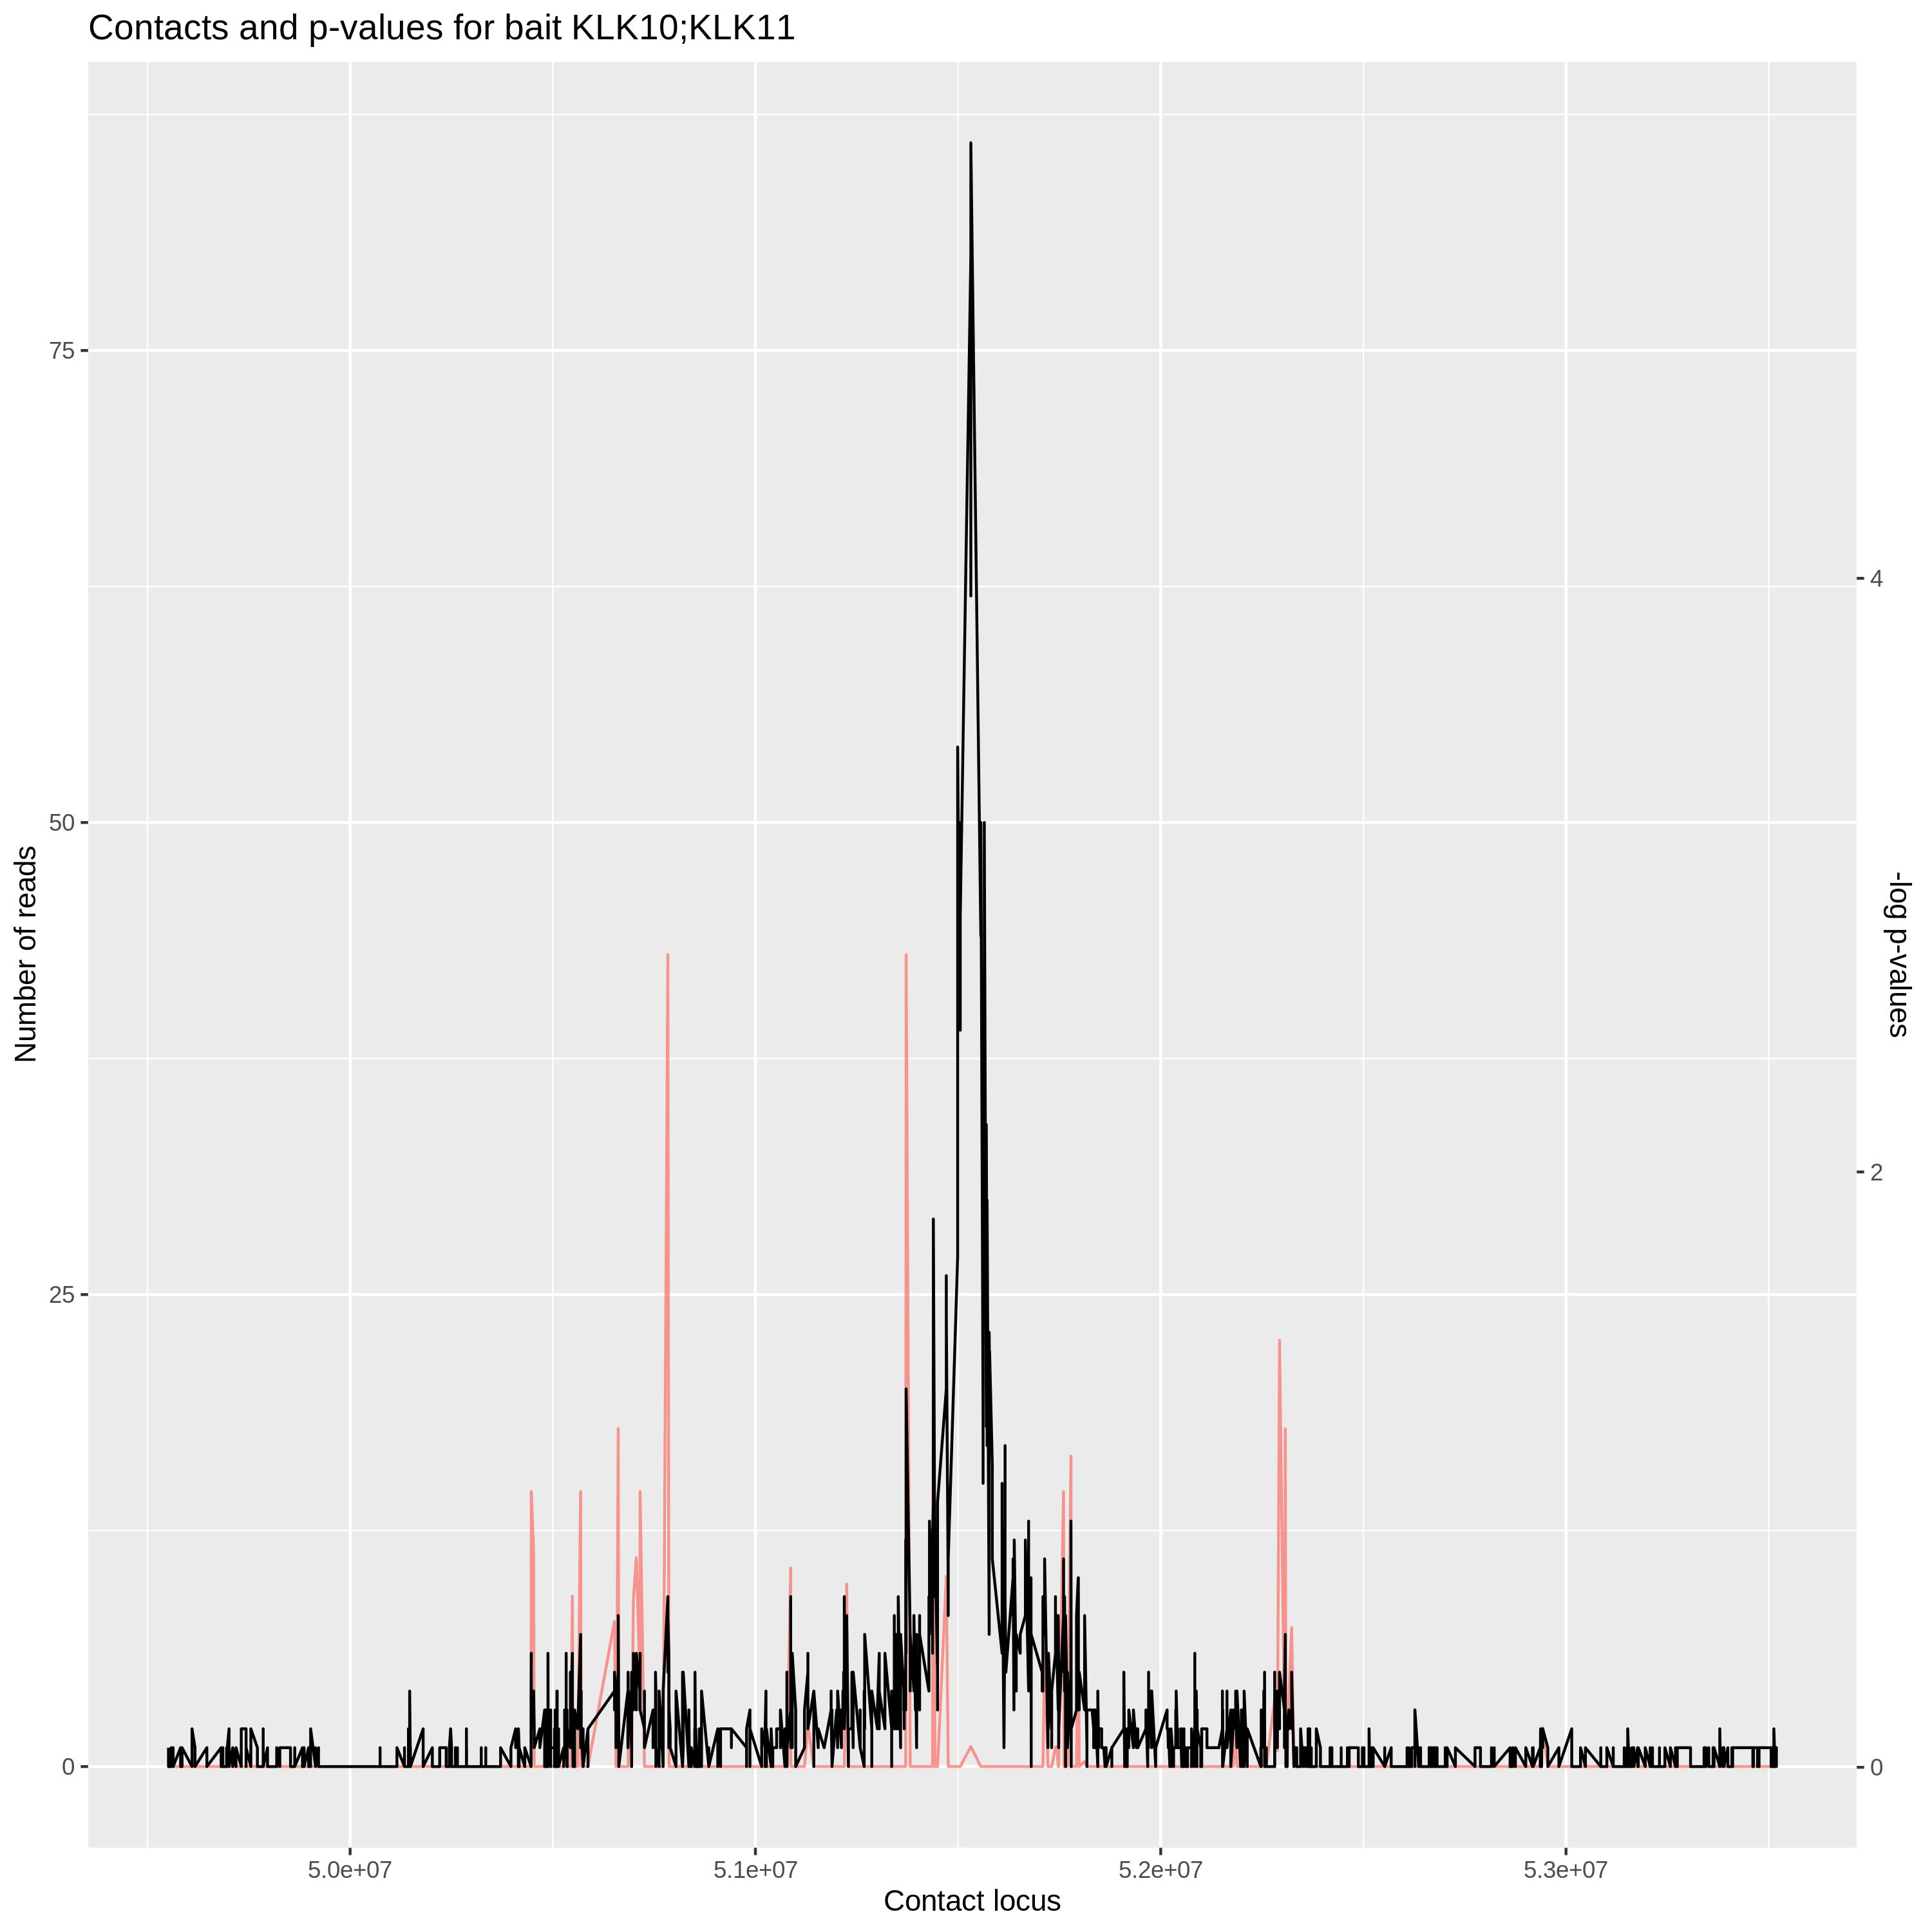 Contacts and p-values for bait KLK10;KLK11
75
50
25
0
Number of reads
4
2
0
-log p-values
5.0e+07
5.1e+07
5.2e+07
5.3e+07
Contact locus